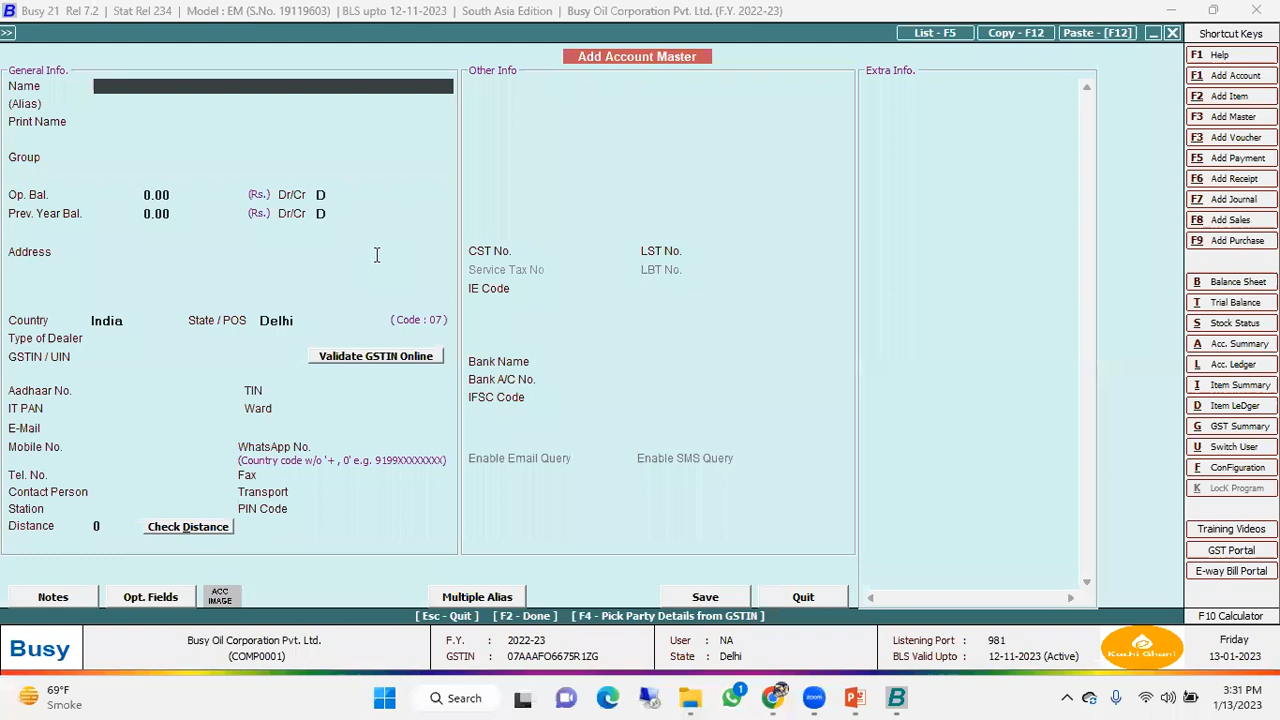 Busy 21 Rel 7.2 | Stat Rel 234 | Model : EM (S.No. 19119603) | BLS upto 12-11-2023 | South Asia Edition | Busy Oil Corporation Pvt. Ltd. (F.Y. 2022-23)
>> List - F5 Copy - F12 Paste - [F12] Shortcut Keys
Add Account Master
General Info. Other Info Extra Info.
Name
(Alias)
Print Name
Group
Op. Bal. 0.00 (Rs.) Dr/Cr D
Prev. Year Bal. 0.00 (Rs.) Dr/Cr D
Address
Country India State / POS Delhi ( Code : 07 )
Type of Dealer
GSTIN / UIN Validate GSTIN Online
Aadhaar No. TIN
IT PAN Ward
E-Mail
Mobile No. WhatsApp No.
(Country code w/o '+ , 0' e.g. 9199XXXXXXXX)
Tel. No. Fax
Contact Person Transport
Station PIN Code
Distance 0 Check Distance
CST No. LST No.
Service Tax No LBT No.
IE Code
Bank Name
Bank A/C No.
IFSC Code
Enable Email Query Enable SMS Query
F1 Help
F1 Add Account
F2 Add Item
F3 Add Master
F3 Add Voucher
F5 Add Payment
F6 Add Receipt
F7 Add Journal
F8 Add Sales
F9 Add Purchase
B Balance Sheet
T Trial Balance
S Stock Status
A Acc. Summary
L Acc. Ledger
I Item Summary
D Item LeDger
G GST Summary
U Switch User
F ConFiguration
K LocK Program
Training Videos
GST Portal
E-way Bill Portal
Notes Opt. Fields ACC IMAGE Multiple Alias Save Quit
[ Esc - Quit ] [ F2 - Done ] [ F4 - Pick Party Details from GSTIN ] F10 Calculator
Busy Busy Oil Corporation Pvt. Ltd. F.Y. : 2022-23 User : NA Listening Port : 981 Kachi Ghani Friday
(COMP0001) GSTIN : 07AAAFO6675R1ZG State : Delhi BLS Valid Upto : 12-11-2023 (Active) 13-01-2023
69°F
Smoke
Search
1
3:31 PM
1/13/2023